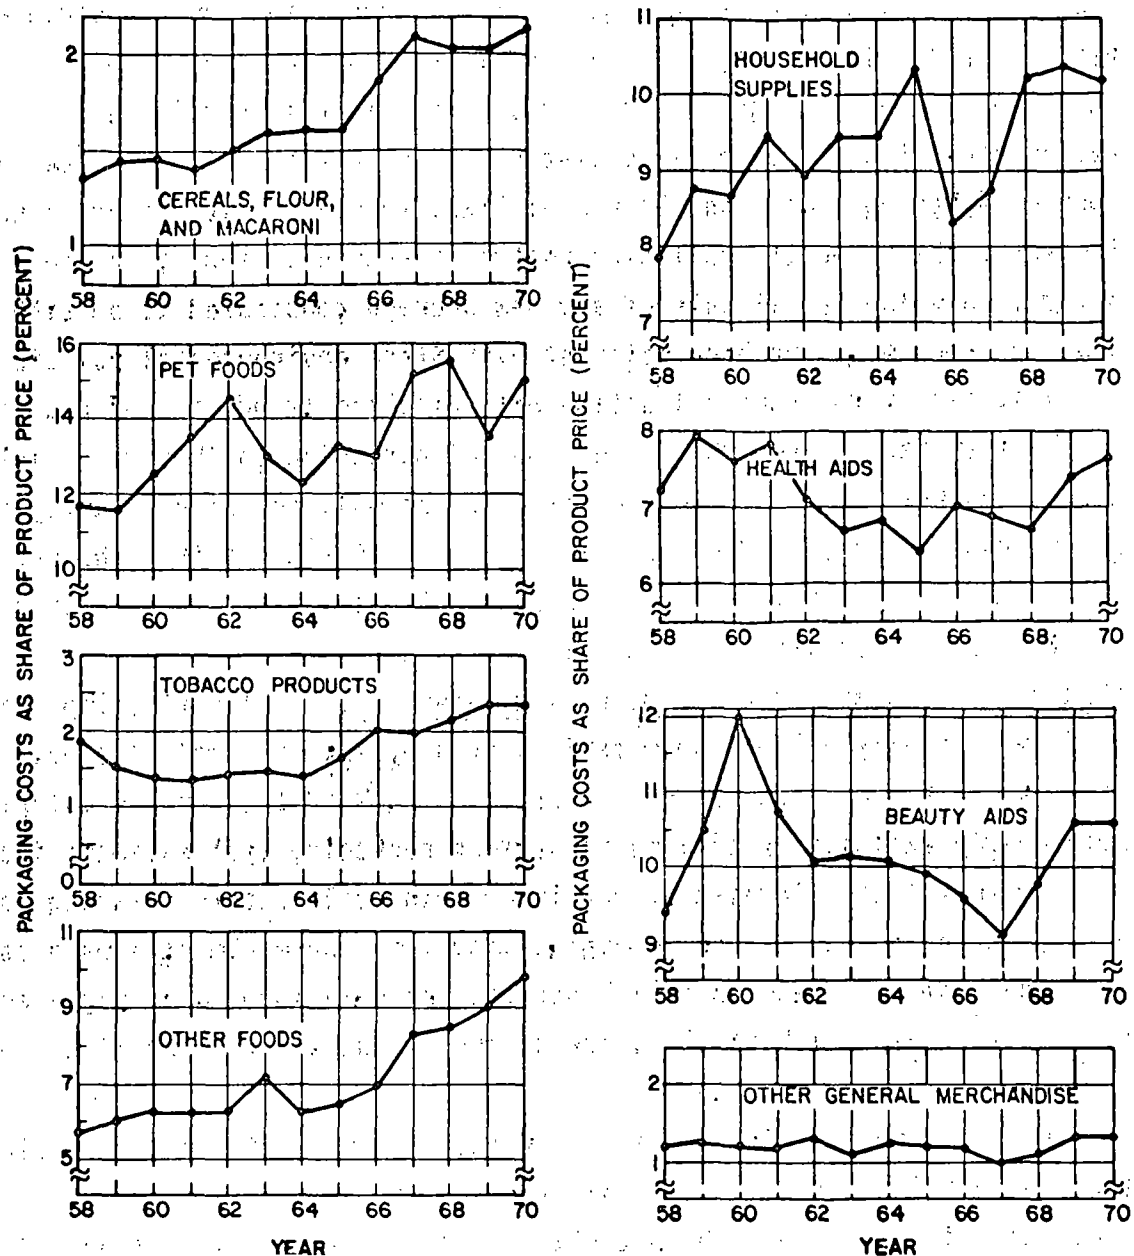 PACKAGING COSTS AS SHARE OF PRODUCT PRICE (PERCENT)
2
1
CEREALS, FLOUR,
AND MACARONI
58 60 62 64 66 68 70
16
14
12
10
PET FOODS
58 60 62 64 66 68 70
3
2
1
0
TOBACCO PRODUCTS
58 60 62 64 66 68 70
11
9
7
5
OTHER FOODS
58 60 62 64 66 68 70
YEAR
PACKAGING COSTS AS SHARE OF PRODUCT PRICE (PERCENT)
11
10
9
8
7
HOUSEHOLD
SUPPLIES
58 60 62 64 66 68 70
8
7
6
HEALTH AIDS
58 60 62 64 66 68 70
12
11
10
9
BEAUTY AIDS
58 60 62 64 66 68 70
2
1
OTHER GENERAL MERCHANDISE
58 60 62 64 66 68 70
YEAR